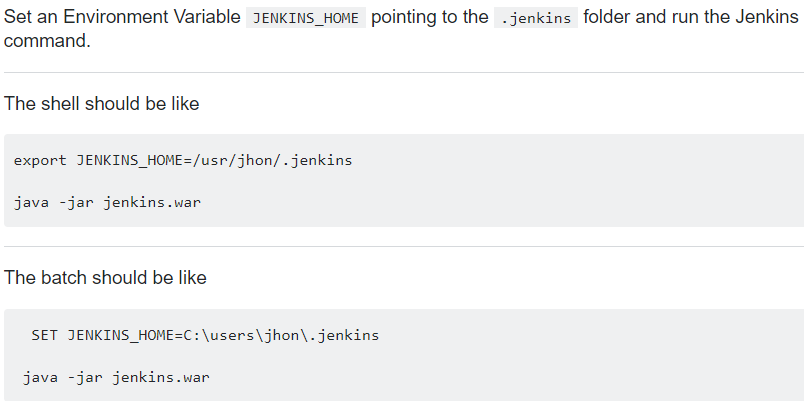 Set an Environment Variable JENKINS_HOME pointing to the .jenkins folder and run the Jenkins
command.
The shell should be like
export JENKINS_HOME=/usr/jhon/.jenkins
java -jar jenkins.war
The batch should be like
SET JENKINS_HOME=C:\users\jhon\.jenkins
java -jar jenkins.war